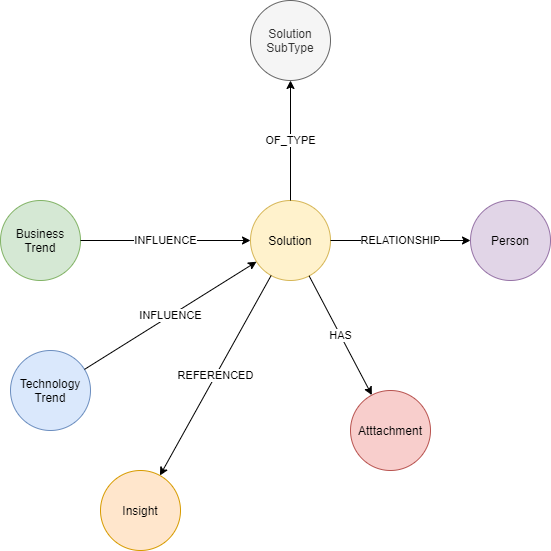 Solution
SubType
OF_TYPE
Business
Trend
INFLUENCE
Solution
RELATIONSHIP
Person
INFLUENCE
HAS
Technology
Trend
REFERENCED
Atttachment
Insight